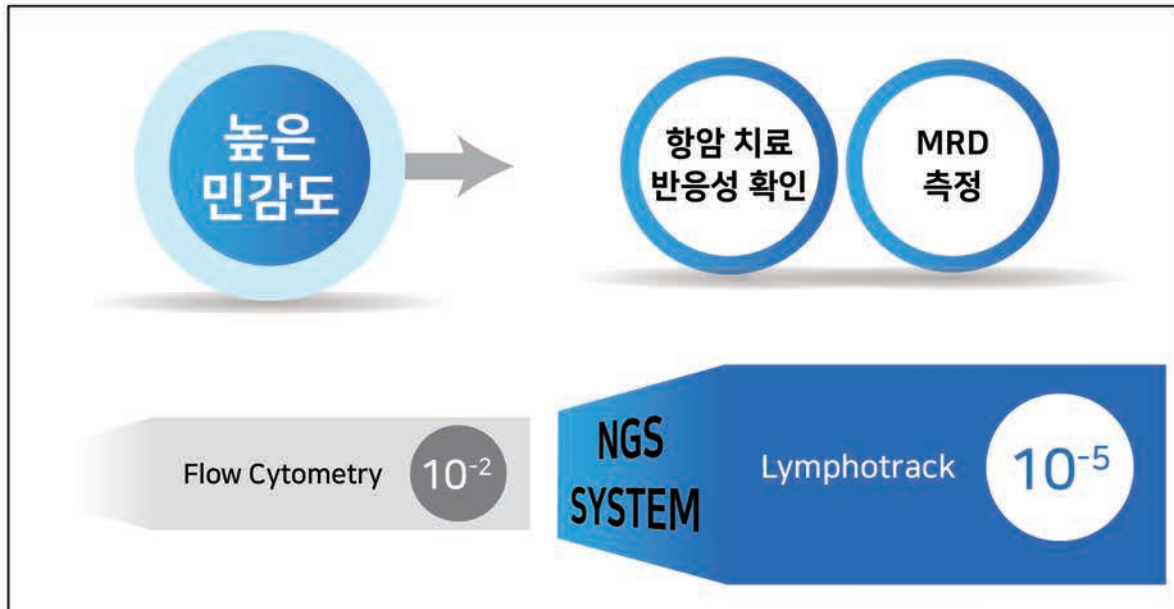 높은
민감도
항암 치료
반응성 확인
MRD
측정
Flow Cytometry
10⁻²
NGS
SYSTEM
Lymphotrack
10⁻⁵